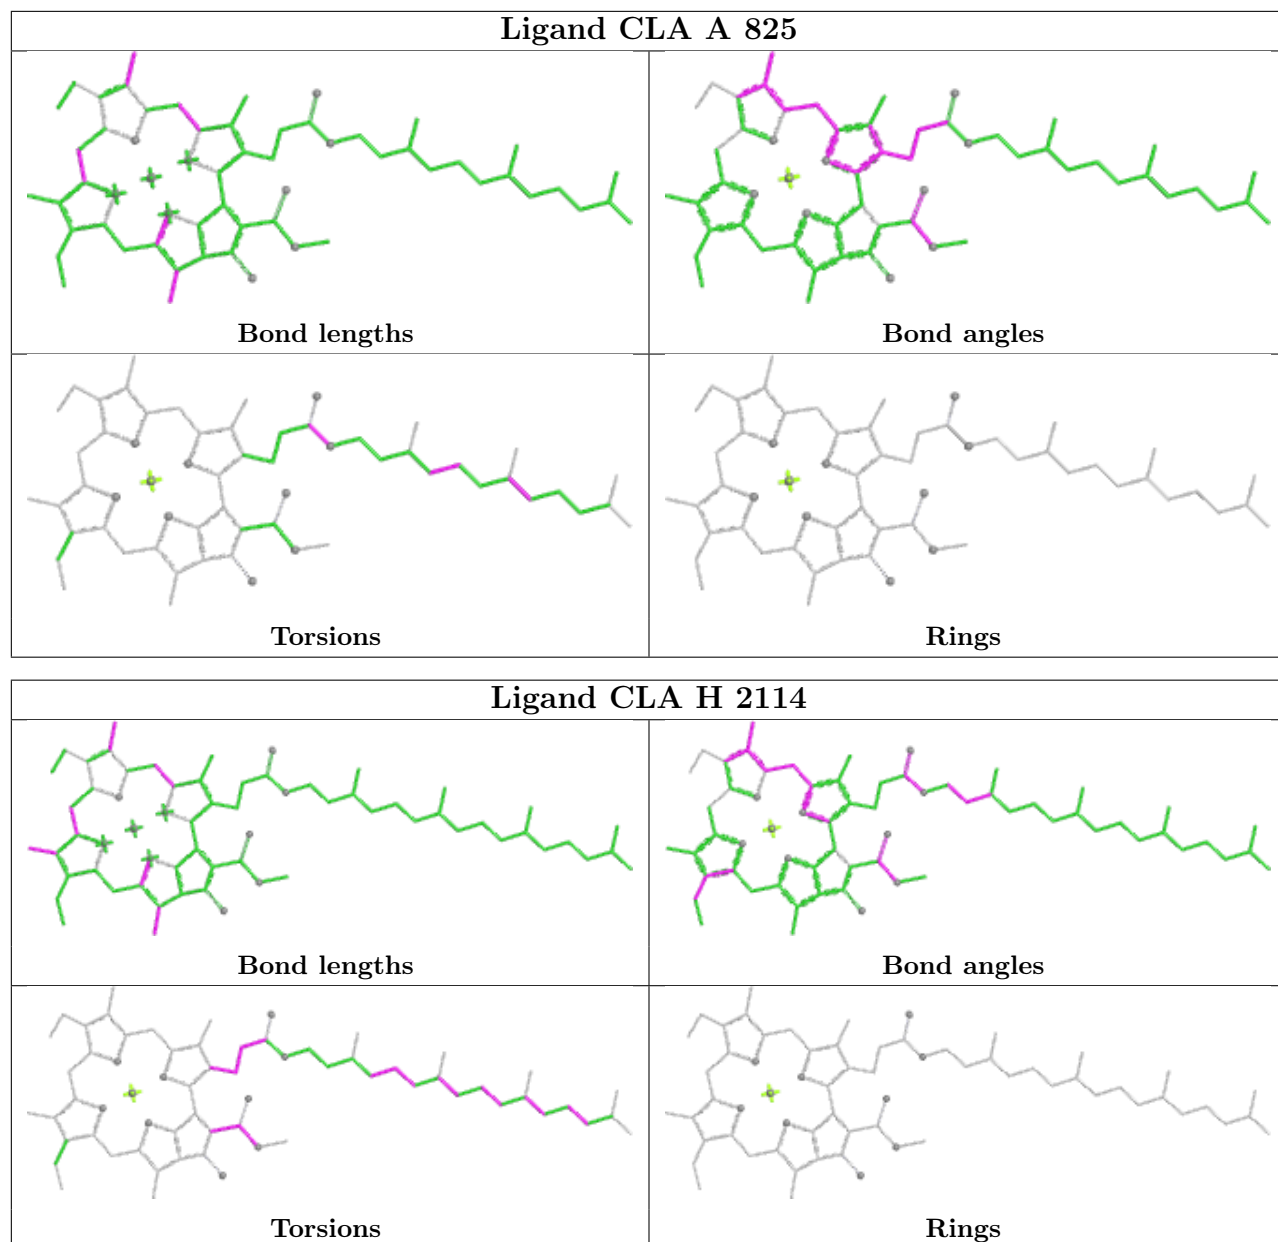 Ligand CLA A 825
Bond lengths
Bond angles
Torsions
Rings
Ligand CLA H 2114
Bond lengths
Bond angles
Torsions
Rings